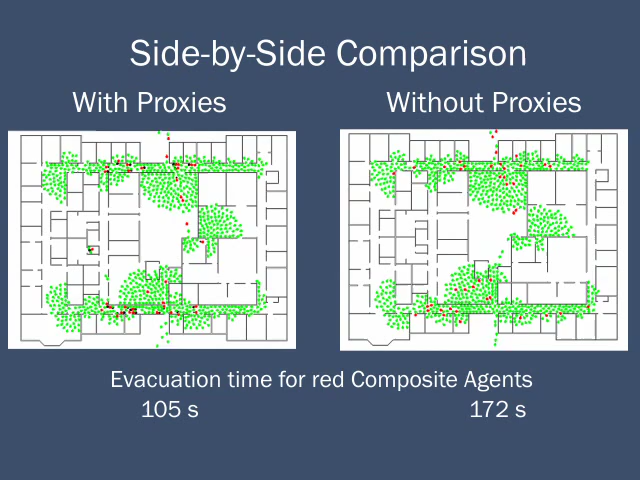 Side-by-Side Comparison
With Proxies
Without Proxies
Evacuation time for red Composite Agents
105 s
172 s